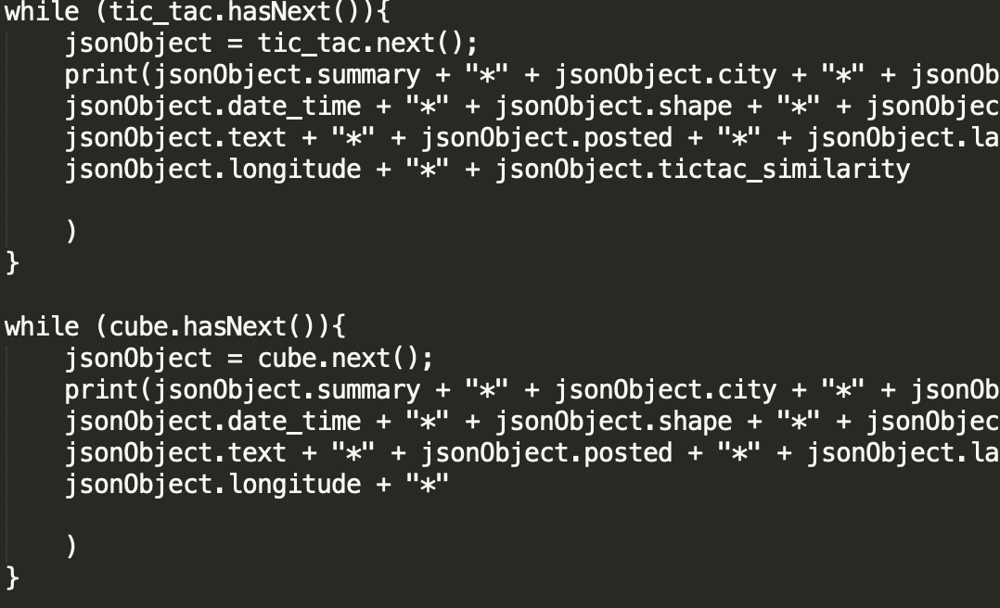 while (tic_tac.hasNext()){
jsonObject = tic_tac.next();
print(jsonObject.summary + "*" + jsonObject.city + "*" + jsonOb
jsonObject.date_time + "*" + jsonObject.shape + "*" + jsonObjec
jsonObject.text + "*" + jsonObject.posted + "*" + jsonObject.la
jsonObject.longitude + "*" + jsonObject.tictac_similarity
)
}
while (cube.hasNext()){
jsonObject = cube.next();
print(jsonObject.summary + "*" + jsonObject.city + "*" + jsonOb
jsonObject.date_time + "*" + jsonObject.shape + "*" + jsonObjec
jsonObject.text + "*" + jsonObject.posted + "*" + jsonObject.la
jsonObject.longitude + "*"
)
}